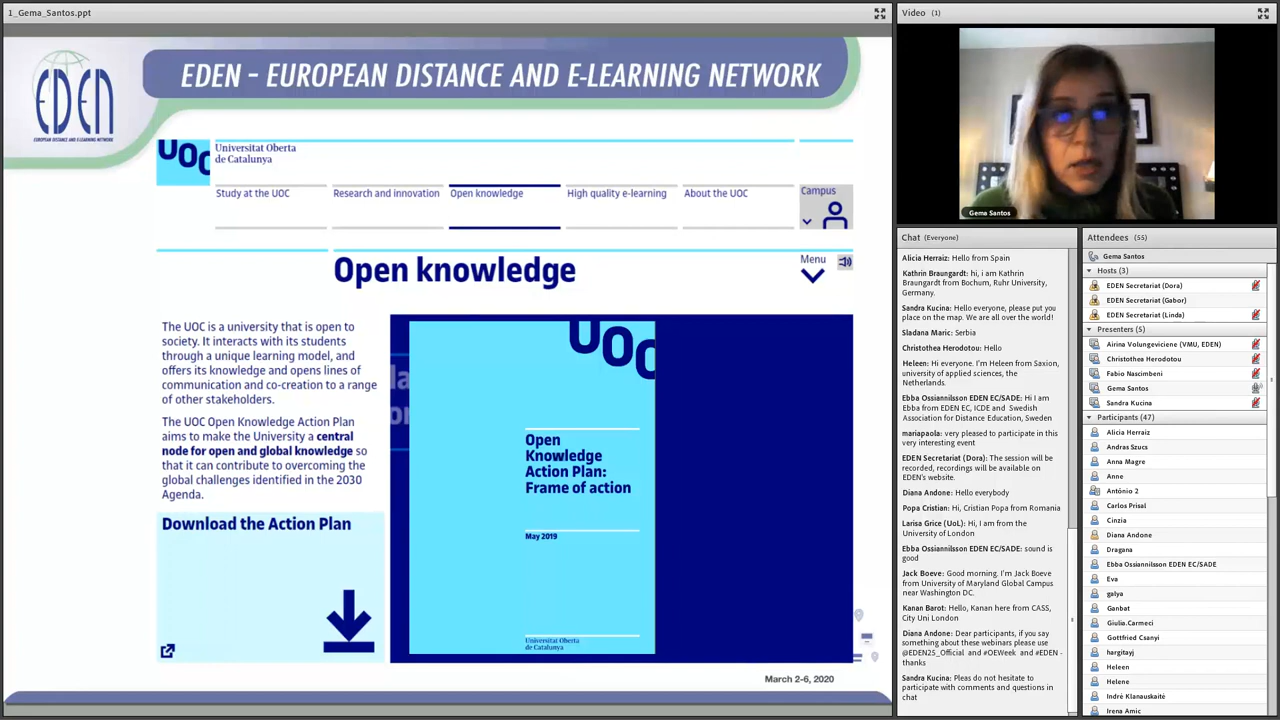 1_Gema_Santos.ppt
EDEN
EUROPEAN DISTANCE AND E-LEARNING NETWORK
EDEN - EUROPEAN DISTANCE AND E-LEARNING NETWORK
UOC
Universitat Oberta
de Catalunya
Study at the UOC
Research and innovation
Open knowledge
High quality e-learning
About the UOC
Campus
Open knowledge
Menu
The UOC is a university that is open to
society. It interacts with its students
through a unique learning model, and
offers its knowledge and opens lines of
communication and co-creation to a range
of other stakeholders.
The UOC Open Knowledge Action Plan
aims to make the University a central
node for open and global knowledge so
that it can contribute to overcoming the
global challenges identified in the 2030
Agenda.
Download the Action Plan
UOC
Open
Knowledge
Action Plan:
Frame of action
May 2019
Universitat Oberta
de Catalunya
March 2-6, 2020
Video (1)
Gema Santos
Chat (Everyone)
Alicia Herraiz: Hello from Spain
Kathrin Braungardt: hi, i am Kathrin
Braungardt from Bochum, Ruhr University,
Germany.
Sandra Kucina: Hello everyone, please put you
place on the map. We are all over the world!
Sladana Maric: Serbia
Christothea Herodotou: Hello
Heleen: Hi everyone. I'm Heleen from Saxion,
university of applied sciences, the
Netherlands.
Ebba Ossiannilsson EDEN EC/SADE: Hi I am
Ebba from EDEN EC, ICDE and Swedish
Association for Distance Education, Sweden
mariapaola: very pleased to participate in this
very interesting event
EDEN Secretariat (Dora): The session will be
recorded, recordings will be available on
EDEN's website.
Diana Andone: Hello everybody
Popa Cristian: Hi, Cristian Popa from Romania
Larisa Grice (UoL): Hi, I am from the
University of London
Ebba Ossiannilsson EDEN EC/SADE: sound is
good
Jack Boeve: Good morning. I'm Jack Boeve
from University of Maryland Global Campus
near Washington DC.
Kanan Barot: Hello, Kanan here from CASS,
City Uni London
Diana Andone: Dear participants, if you say
something about these webinars please use
@EDEN25_Official and #OEWeek and #EDEN -
thanks
Sandra Kucina: Pleas do not hesitate to
participate with comments and questions in
chat
Attendees (55)
Gema Santos
Hosts (3)
EDEN Secretariat (Dora)
EDEN Secretariat (Gabor)
EDEN Secretariat (Linda)
Presenters (5)
Airina Volungeviciene (VMU, EDEN)
Christothea Herodotou
Fabio Nascimbeni
Gema Santos
Sandra Kucina
Participants (47)
Alicia Herraiz
Andras Szucs
Anna Magre
Anne
António 2
Carlos Prisal
Cinzia
Diana Andone
Dragana
Ebba Ossiannilsson EDEN EC/SADE
Eva
galya
Ganbat
Giulia.Carmeci
Gottfried Csanyi
hargitayj
Heleen
Helene
Indrė Klanauskaitė
Irena Amic